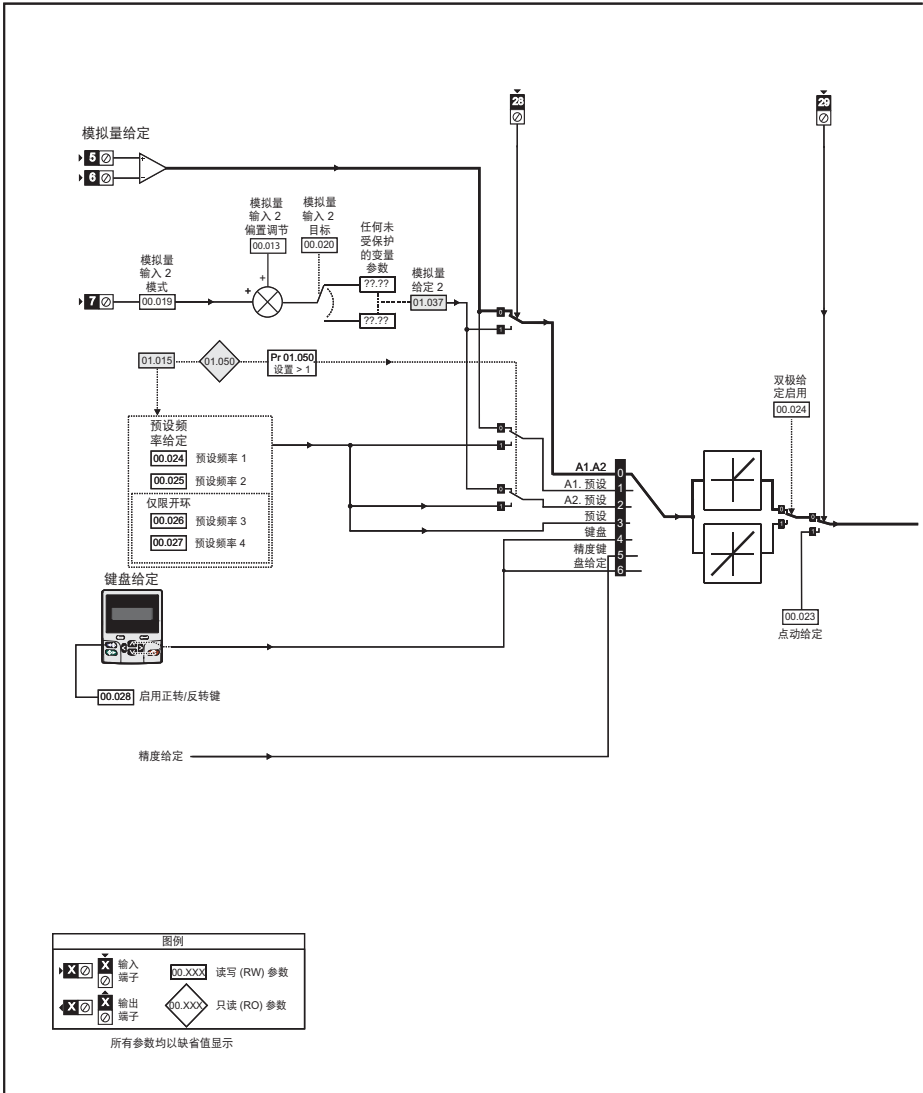 28
29
模拟量给定
5
6
+
−
模拟量
输入 2
偏置调节
00.013
模拟量
输入 2
目标
00.020
任何未
受保护
的变量
参数
??.??
??.??
模拟量
给定 2
01.037
模拟量
输入 2
模式
00.019
7
+
+
0
1
01.015
01.050
Pr 01.050
设置 > 1
双极给
定启用
00.024
预设频
率给定
00.024 预设频率 1
00.025 预设频率 2
仅限开环
00.026 预设频率 3
00.027 预设频率 4
0
1
0
1
A1.A2 0
A1. 预设 1
A2. 预设 2
预设 3
键盘 4
精度键 5
盘给定 6
0
1
0
1
00.023
点动给定
键盘给定
00.028 启用正转/反转键
精度给定
图例
X X 输入
端子
00.XXX 读写 (RW) 参数
X X 输出
端子
00.XXX 只读 (RO) 参数
所有参数均以缺省值显示